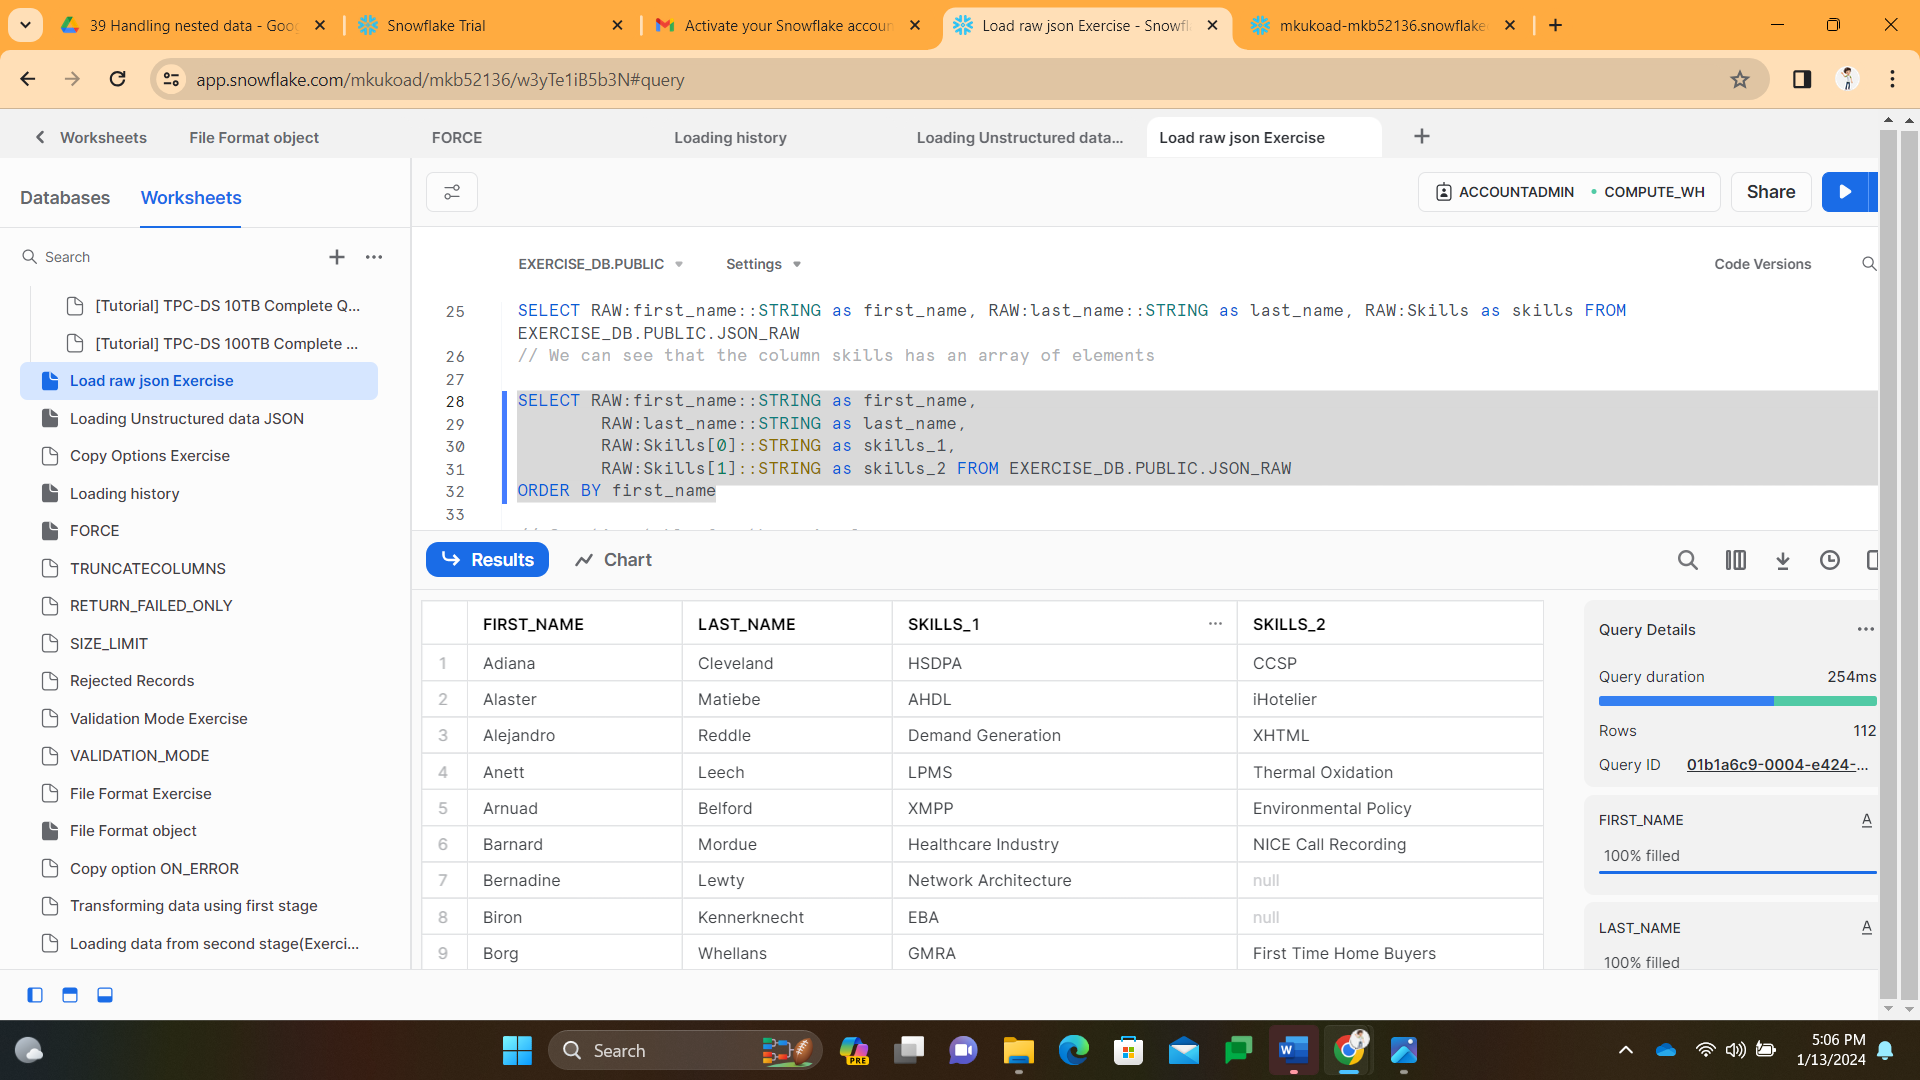 39 Handling nested data - Goo
Snowflake Trial
Activate your Snowflake accoun
Load raw json Exercise - Snowfl
mkukoad-mkb52136.snowflake
app.snowflake.com/mkukoad/mkb52136/w3yTe1iB5b3N#query
Worksheets
File Format object
FORCE
Loading history
Loading Unstructured data...
Load raw json Exercise
Databases
Worksheets
ACCOUNTADMIN
COMPUTE_WH
Share
Search
EXERCISE_DB.PUBLIC
Settings
Code Versions
[Tutorial] TPC-DS 10TB Complete Q...
[Tutorial] TPC-DS 100TB Complete ...
Load raw json Exercise
Loading Unstructured data JSON
Copy Options Exercise
Loading history
FORCE
TRUNCATECOLUMNS
RETURN_FAILED_ONLY
SIZE_LIMIT
Rejected Records
Validation Mode Exercise
VALIDATION_MODE
File Format Exercise
File Format object
Copy option ON_ERROR
Transforming data using first stage
Loading data from second stage(Exerci...
25 SELECT RAW:first_name::STRING as first_name, RAW:last_name::STRING as last_name, RAW:Skills as skills FROM
EXERCISE_DB.PUBLIC.JSON_RAW
26 // We can see that the column skills has an array of elements
27
28 SELECT RAW:first_name::STRING as first_name,
29 RAW:last_name::STRING as last_name,
30 RAW:Skills[0]::STRING as skills_1,
31 RAW:Skills[1]::STRING as skills_2 FROM EXERCISE_DB.PUBLIC.JSON_RAW
32 ORDER BY first_name
33
Results
Chart
FIRST_NAME LAST_NAME SKILLS_1 ... SKILLS_2
1 Adiana Cleveland HSDPA CCSP
2 Alaster Matiebe AHDL iHotelier
3 Alejandro Reddle Demand Generation XHTML
4 Anett Leech LPMS Thermal Oxidation
5 Arnuad Belford XMPP Environmental Policy
6 Barnard Mordue Healthcare Industry NICE Call Recording
7 Bernadine Lewty Network Architecture null
8 Biron Kennerknecht EBA null
9 Borg Whellans GMRA First Time Home Buyers
Query Details
Query duration 254ms
Rows 112
Query ID 01b1a6c9-0004-e424-...
FIRST_NAME A
100% filled
LAST_NAME A
100% filled
Search
PRE
5:06 PM
1/13/2024